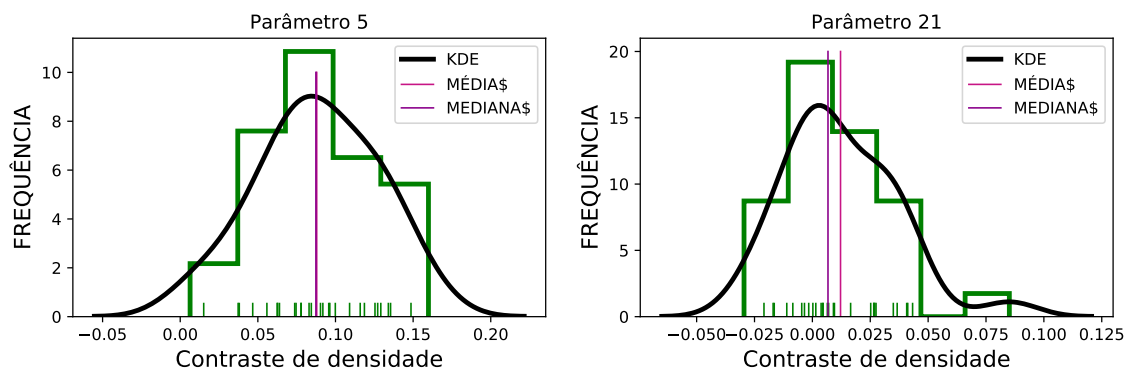 Parâmetro 5
FREQUÊNCIA
10
8
6
4
2
0
KDE
MÉDIA$
MEDIANA$
0.00
0.05
0.10
0.15
0.20
Contraste de densidade
Parâmetro 21
FREQUÊNCIA
20
15
10
5
0
KDE
MÉDIA$
MEDIANA$
−0.050
−0.025
0.000
0.025
0.050
0.075
0.100
0.125
Contraste de densidade